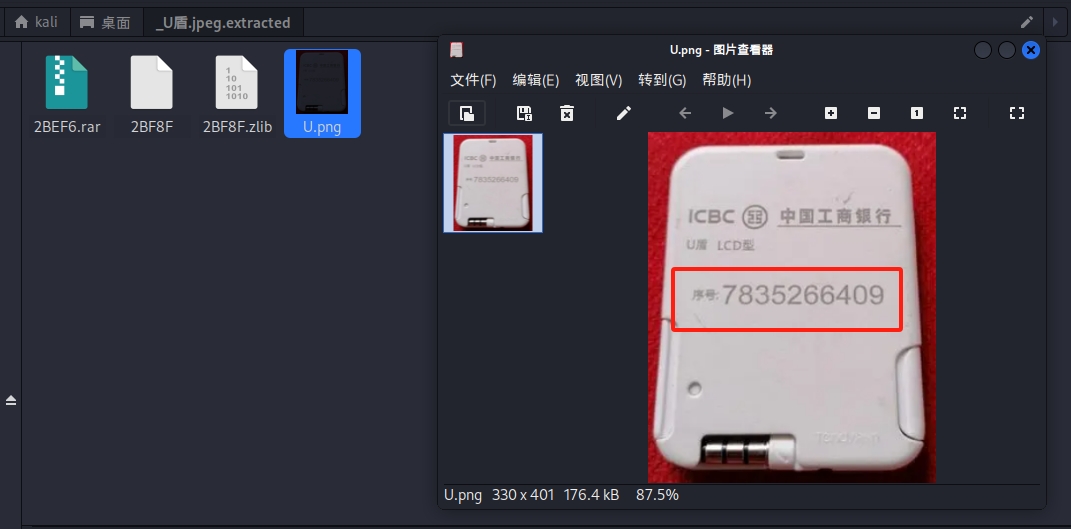 kali
桌面
_U盾.jpeg.extracted
2BEF6.rar
2BF8F
1
10
101
1010
2BF8F.zlib
U.png
U.png - 图片查看器
文件(F) 编辑(E) 视图(V) 转到(G) 帮助(H)
1
ICBC 中国工商银行
U盾 LCD型
序号:7835266409
Tendyron
U.png 330 x 401 176.4 kB 87.5%